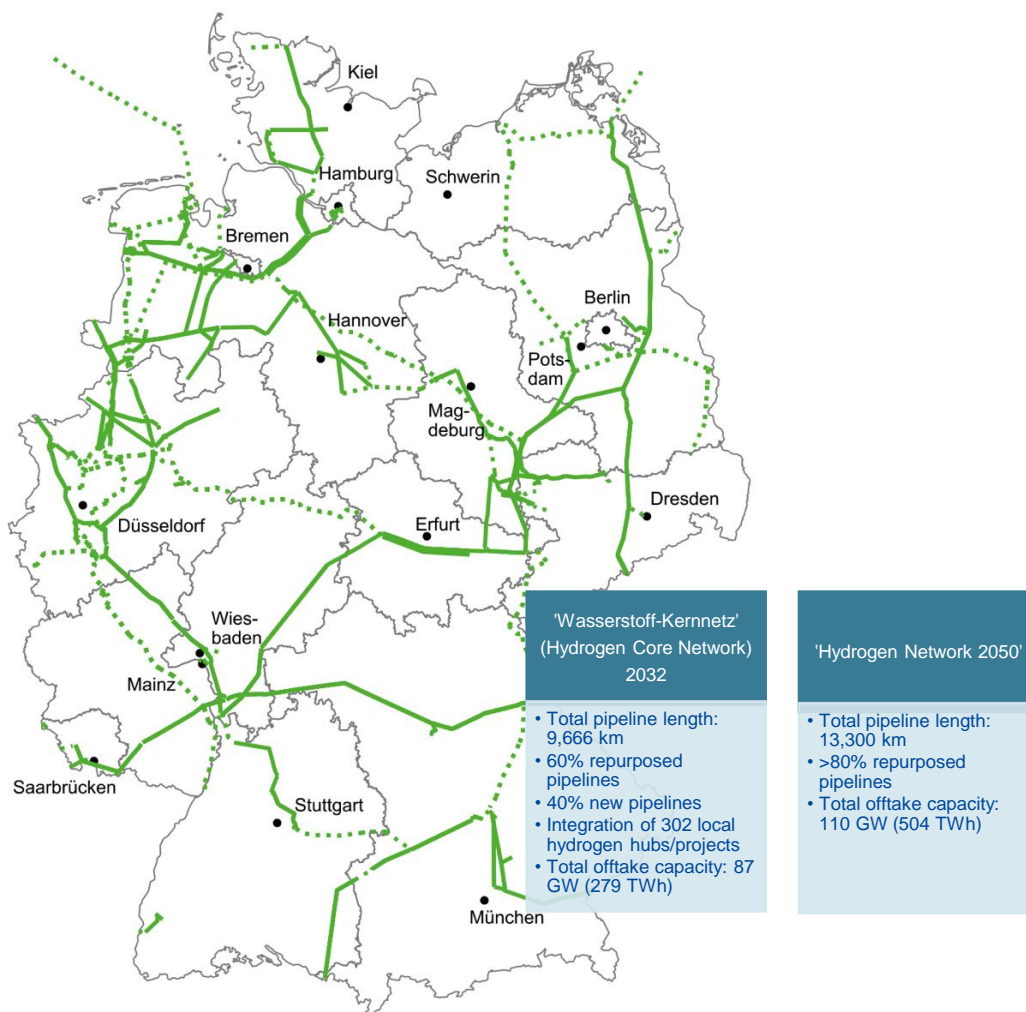 Kiel
Hamburg
Schwerin
Bremen
Berlin
Hannover
Pots-
dam
Mag-
deburg
Dresden
Düsseldorf
Erfurt
Wies-
baden
Mainz
Saarbrücken
Stuttgart
München
'Wasserstoff-Kernnetz'
(Hydrogen Core Network)
2032
• Total pipeline length:
9,666 km
• 60% repurposed
pipelines
• 40% new pipelines
• Integration of 302 local
hydrogen hubs/projects
• Total offtake capacity: 87
GW (279 TWh)
'Hydrogen Network 2050'
• Total pipeline length:
13,300 km
• >80% repurposed
pipelines
• Total offtake capacity:
110 GW (504 TWh)